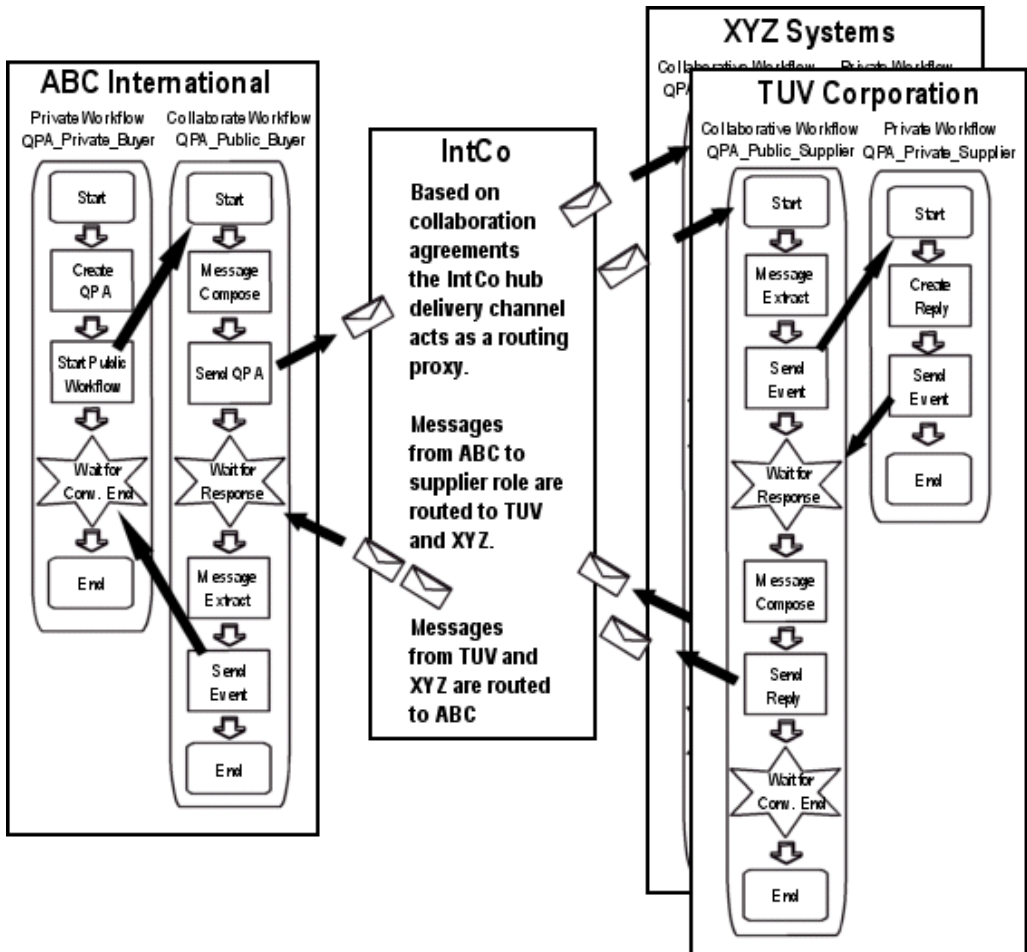 ABC International
Private Workflow
QPA_Private_Buyer
Start
Create
QPA
Start Public
Workflow
Wait for
Conv. End
End
Collaborate Workflow
QPA_Public_Buyer
Start
Message
Compose
Send QPA
Wait for
Response
Message
Extract
Send
Event
End
IntCo
Based on
collaboration
agreements
the IntCo hub
delivery channel
acts as a routing
proxy.
Messages
from ABC to
supplier role are
routed to TUV
and XYZ.
Messages
from TUV and
XYZ are routed
to ABC
XYZ Systems
Collaborative Workflow
Private Workflow
TUV Corporation
Collaborative Workflow
QPA_Public_Supplier
Start
Message
Extract
Send
Event
Wait for
Response
Message
Compose
Send
Reply
Wait for
Conv. End
End
Private Workflow
QPA_Private_Supplier
Start
Create
Reply
Send
Event
End